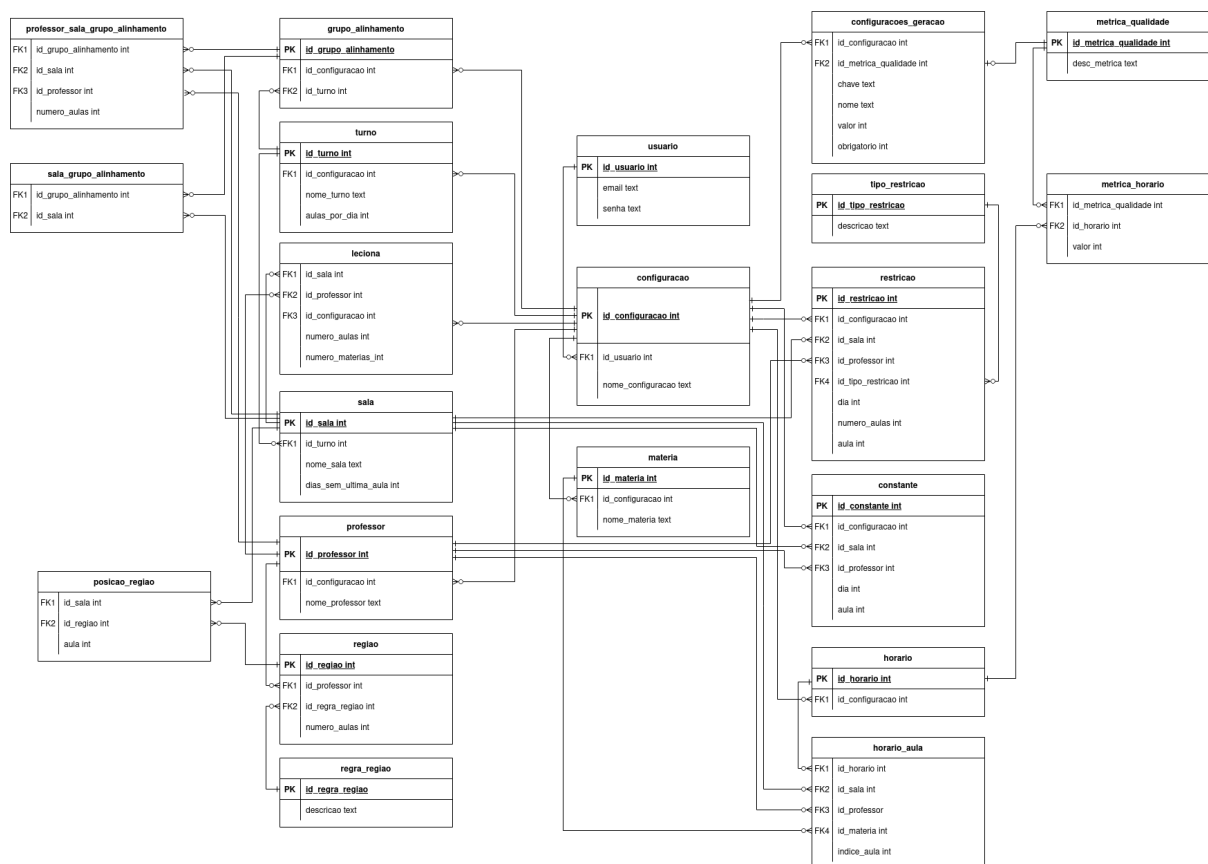 professor_sala_grupo_alinhamento
FK1 id_grupo_alinhamento int
FK2 id_sala int
FK3 id_professor int
numero_aulas int
sala_grupo_alinhamento
FK1 id_grupo_alinhamento int
FK2 id_sala int
posicao_regiao
FK1 id_sala int
FK2 id_regiao int
aula int
grupo_alinhamento
PK id_grupo_alinhamento
FK1 id_configuracao int
FK2 id_turno int
turno
PK id_turno int
FK1 id_configuracao int
nome_turno text
aulas_por_dia int
leciona
FK1 id_sala int
FK2 id_professor int
FK3 id_configuracao int
numero_aulas int
numero_materias_int
sala
PK id_sala int
FK1 id_turno int
nome_sala text
dias_sem_ultima_aula int
professor
PK id_professor int
FK1 id_configuracao int
nome_professor text
regiao
PK id_regiao int
FK1 id_professor int
FK2 id_regra_regiao int
numero_aulas int
regra_regiao
PK id_regra_regiao
descricao text
usuario
PK id_usuario int
email text
senha text
configuracao
PK id_configuracao int
FK1 id_usuario int
nome_configuracao text
materia
PK id_materia int
FK1 id_configuracao int
nome_materia text
configuracoes_geracao
FK1 id_configuracao int
FK2 id_metrica_qualidade int
chave text
nome text
valor int
obrigatorio int
tipo_restricao
PK id_tipo_restricao
descricao text
restricao
PK id_restricao int
FK1 id_configuracao int
FK2 id_sala int
FK3 id_professor int
FK4 id_tipo_restricao int
dia int
numero_aulas int
aula int
constante
PK id_constante int
FK1 id_configuracao int
FK2 id_sala int
FK3 id_professor int
dia int
aula int
horario
PK id_horario int
FK1 id_configuracao int
horario_aula
FK1 id_horario int
FK2 id_sala int
FK3 id_professor
FK4 id_materia int
indice_aula int
metrica_qualidade
PK id_metrica_qualidade int
desc_metrica text
metrica_horario
FK1 id_metrica_qualidade int
FK2 id_horario int
valor int